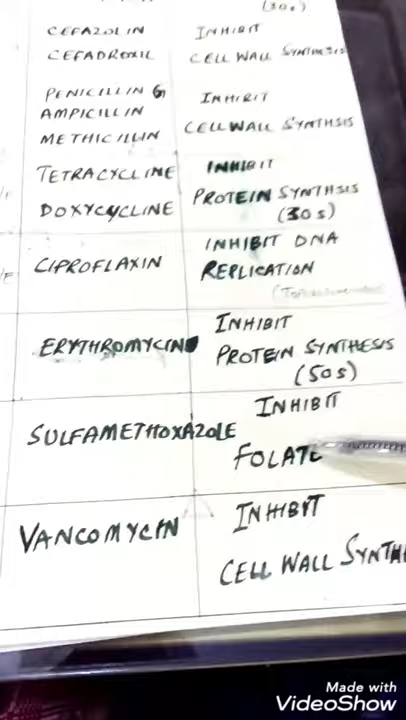 (30s)
CEFAZOLIN INHIBIT
CEFADROXIL CELL WALL SYNTHESIS
PENICILLIN G INHIBIT
AMPICILLIN
METHICILLIN CELL WALL SYNTHSIS
TETRACYCLINE INHIBIT
DOXYCYCLINE PROTEIN SYNTHSIS
(30s)
INHIBIT DNA
CIPROFLAXIN REPLICATION
INHIBIT
ERYTHROMYCIN PROTEIN SYNTHESIS
(50s)
INHIBIT
SULFAMETHOXAZOLE
FOLATE
VANCOMYCIN INHIBIT
CELL WALL SYNTH
Made with
VideoShow